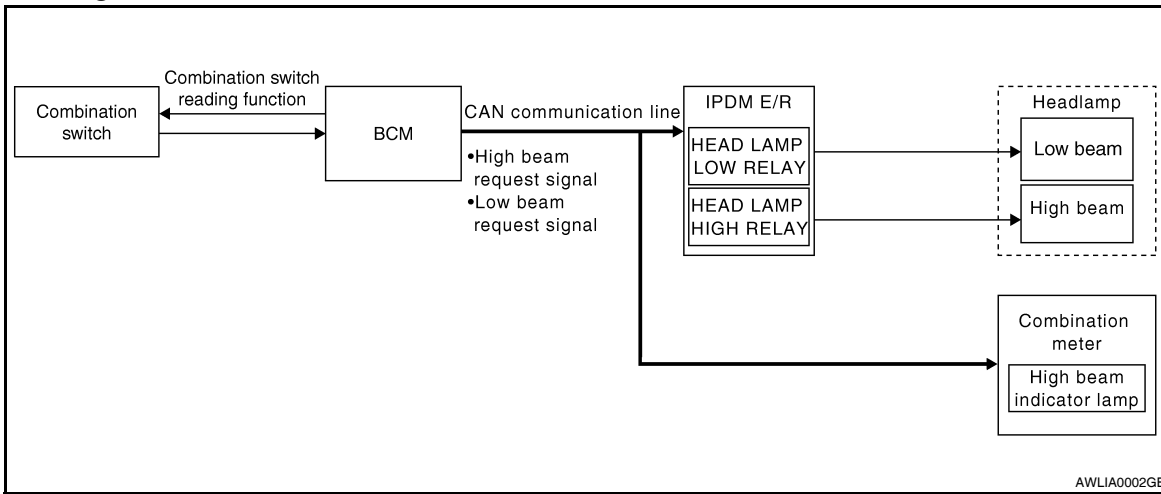 Combination
switch
Combination switch
reading function
BCM
CAN communication line
•High beam
request signal
•Low beam
request signal
IPDM E/R
HEAD LAMP
LOW RELAY
HEAD LAMP
HIGH RELAY
Headlamp
Low beam
High beam
Combination
meter
High beam
indicator lamp